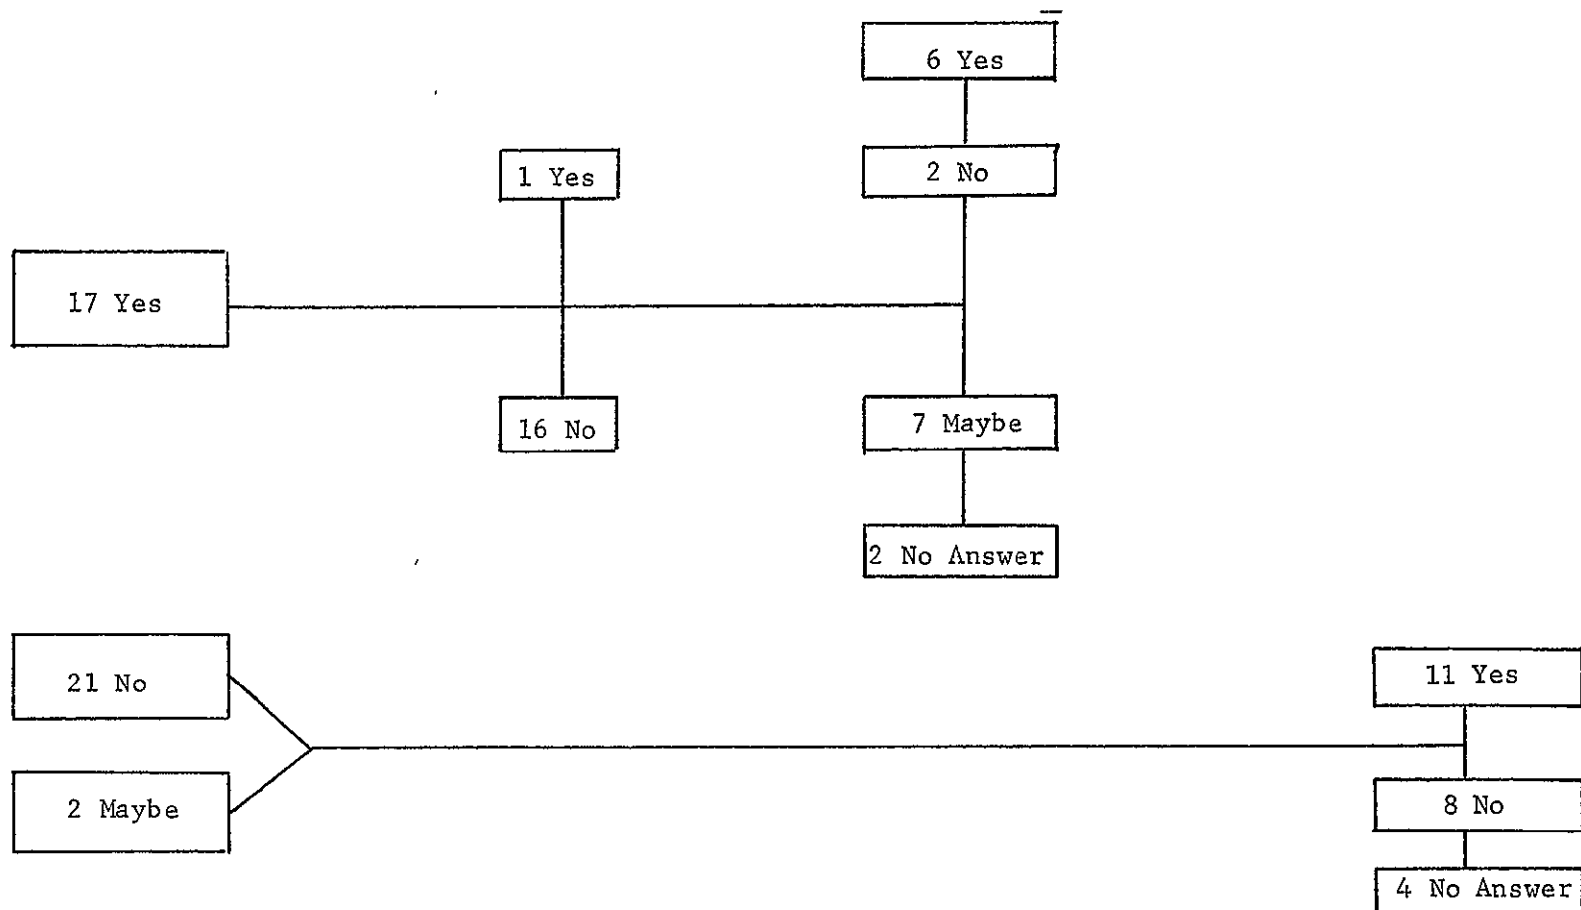 6 Yes
2 No
1 Yes
17 Yes
16 No
7 Maybe
2 No Answer
21 No
11 Yes
2 Maybe
8 No
4 No Answer